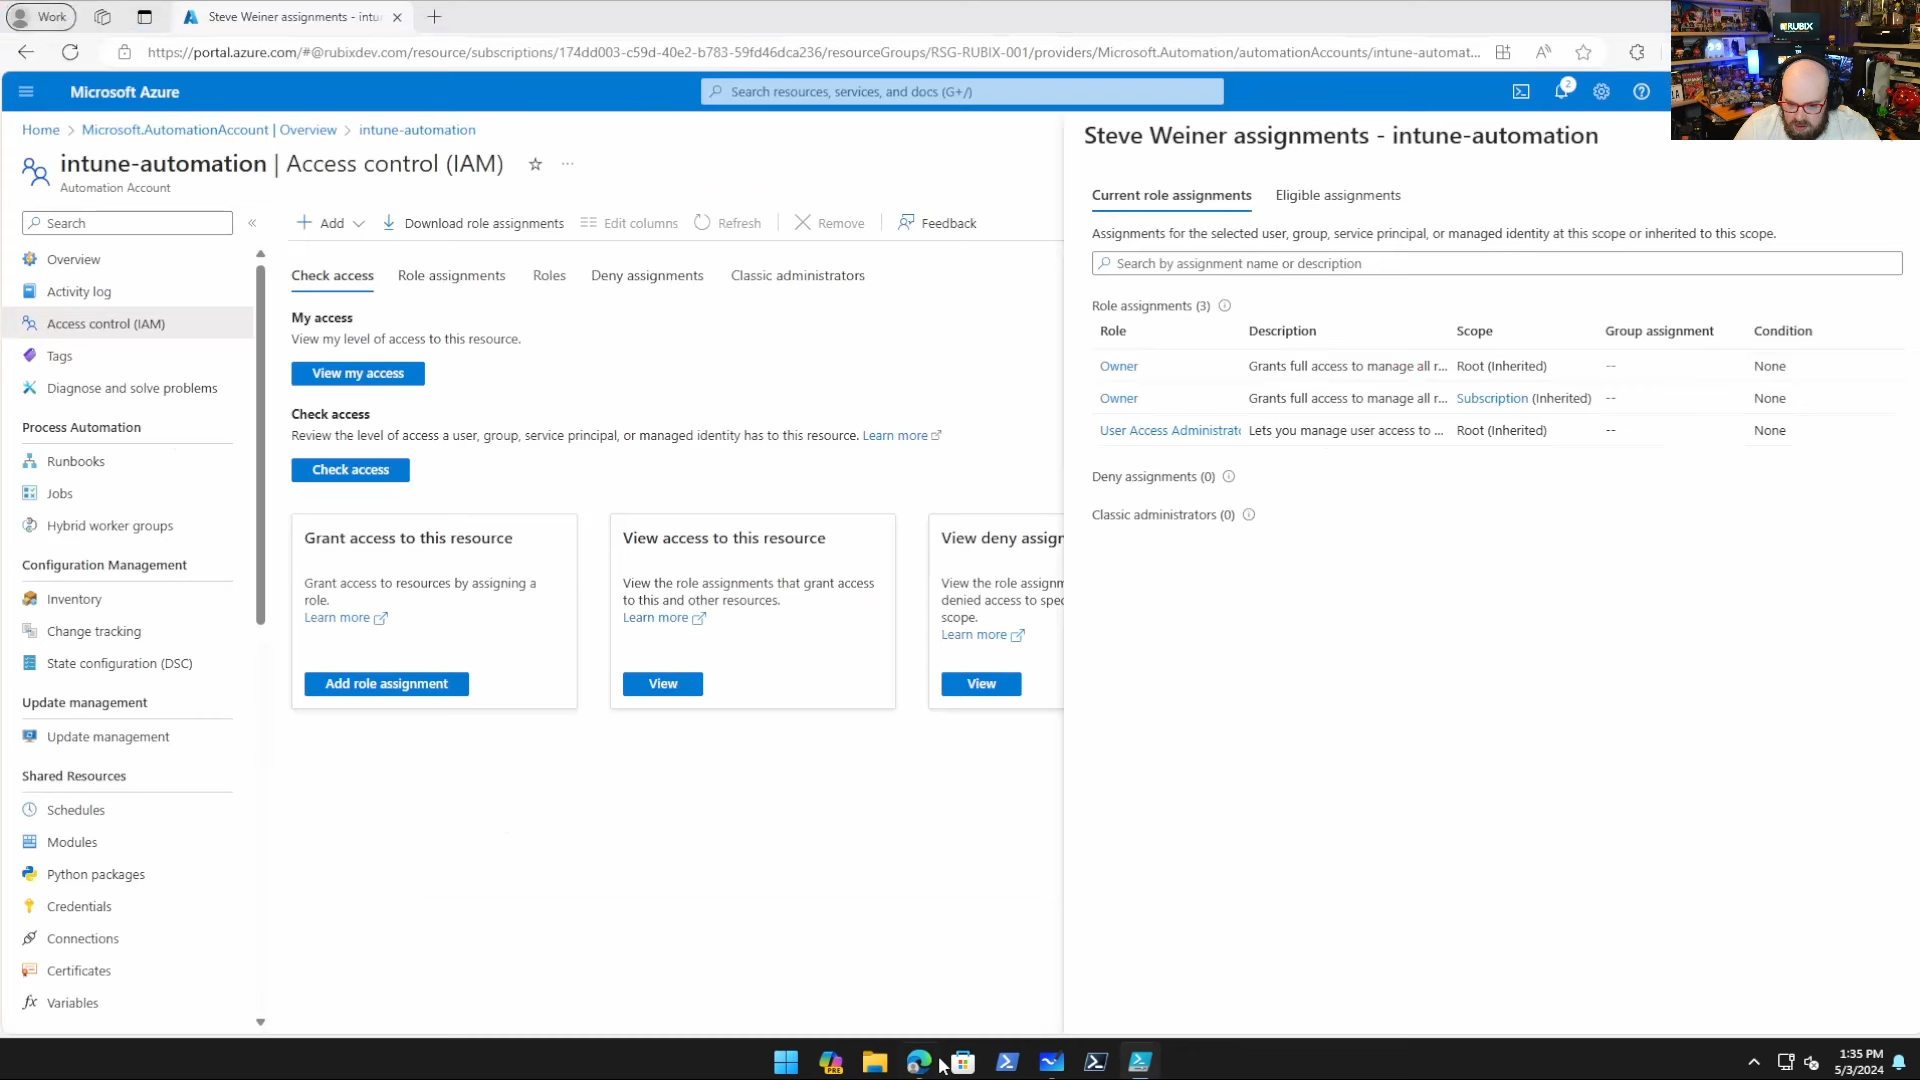 Work
Steve Weiner assignments - intu
https://portal.azure.com/#@rubixdev.com/resource/subscriptions/174dd003-c59d-40e2-b783-59fd46dca236/resourceGroups/RSG-RUBIX-001/providers/Microsoft.Automation/automationAccounts/intune-automat...
RUBIX
Microsoft Azure
Search resources, services, and docs (G+/)
2
Home > Microsoft.AutomationAccount | Overview > intune-automation
intune-automation | Access control (IAM)
Automation Account
Search
Overview
Activity log
Access control (IAM)
Tags
Diagnose and solve problems
Process Automation
Runbooks
Jobs
Hybrid worker groups
Configuration Management
Inventory
Change tracking
State configuration (DSC)
Update management
Update management
Shared Resources
Schedules
Modules
Python packages
Credentials
Connections
Certificates
Variables
Add
Download role assignments
Edit columns
Refresh
Remove
Feedback
Check access
Role assignments
Roles
Deny assignments
Classic administrators
My access
View my level of access to this resource.
View my access
Check access
Review the level of access a user, group, service principal, or managed identity has to this resource. Learn more
Check access
Grant access to this resource
Grant access to resources by assigning a
role.
Learn more
Add role assignment
View access to this resource
View the role assignments that grant access
to this and other resources.
Learn more
View
View deny assign
View the role assignm
denied access to spec
scope.
Learn more
View
Steve Weiner assignments - intune-automation
Current role assignments
Eligible assignments
Assignments for the selected user, group, service principal, or managed identity at this scope or inherited to this scope.
Search by assignment name or description
Role assignments (3)
Role Description Scope Group assignment Condition
Owner Grants full access to manage all r... Root (Inherited) -- None
Owner Grants full access to manage all r... Subscription (Inherited) -- None
User Access Administrato Lets you manage user access to ... Root (Inherited) -- None
Deny assignments (0)
Classic administrators (0)
PRE
1:35 PM
5/3/2024